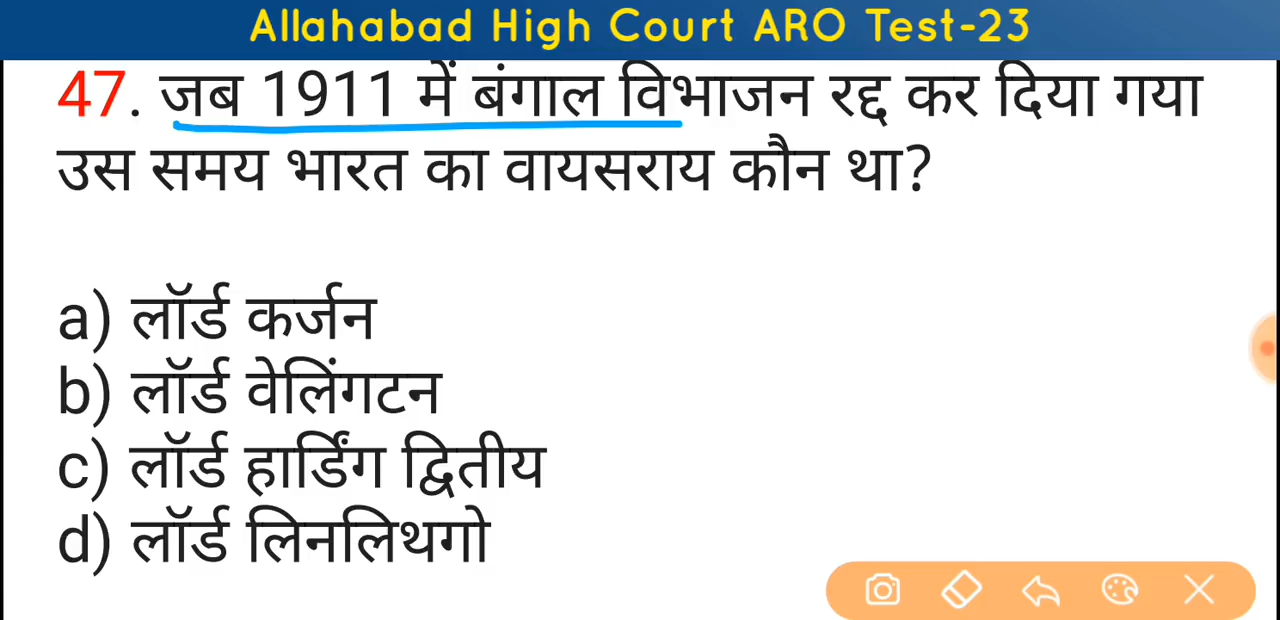 Allahabad High Court ARO Test-23
47. जब 1911 में बंगाल विभाजन रद्द कर दिया गया
उस समय भारत का वायसराय कौन था?
a) लॉर्ड कर्जन
b) लॉर्ड वेलिंगटन
c) लॉर्ड हार्डिंग द्वितीय
d) लॉर्ड लिनलिथगो